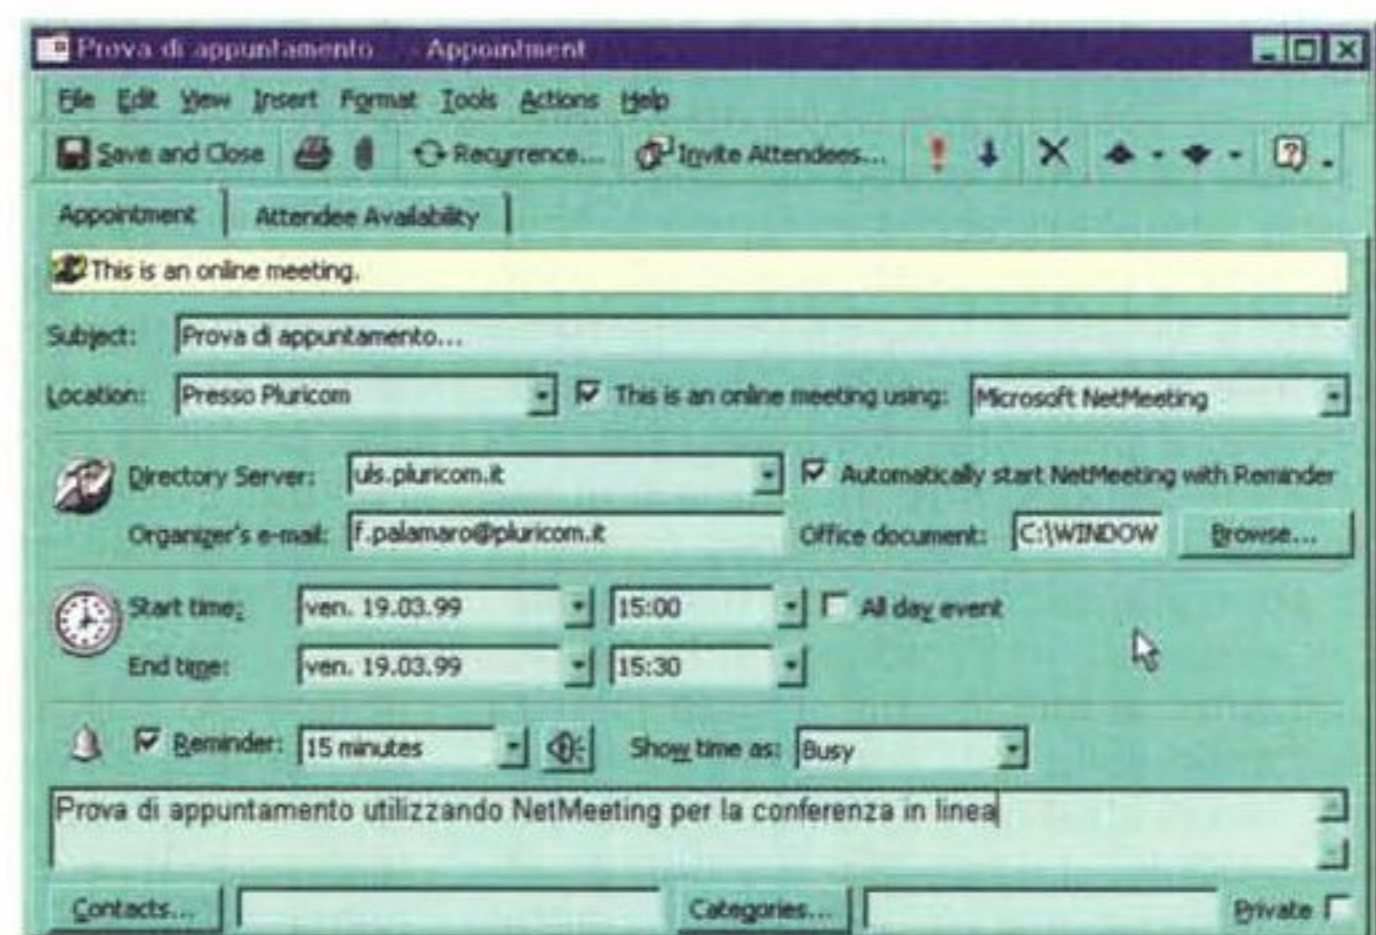 Prova di appuntamento - Appointment
File Edit View Insert Format Tools Actions Help
Save and Close Recurrence... Invite Attendees...
Appointment Attendee Availability
This is an online meeting.
Subject: Prova di appuntamento...
Location: Presso Pluricom This is an online meeting using: Microsoft NetMeeting
Directory Server: uls.pluricom.it Automatically start NetMeeting with Reminder
Organizer's e-mail: f.palamaro@pluricom.it Office document: C:\WINDOW Browse...
Start time: ven. 19.03.99 15:00 All day event
End time: ven. 19.03.99 15:30
Reminder: 15 minutes Show time as: Busy
Prova di appuntamento utilizzando NetMeeting per la conferenza in linea
Contacts... Categories... Private